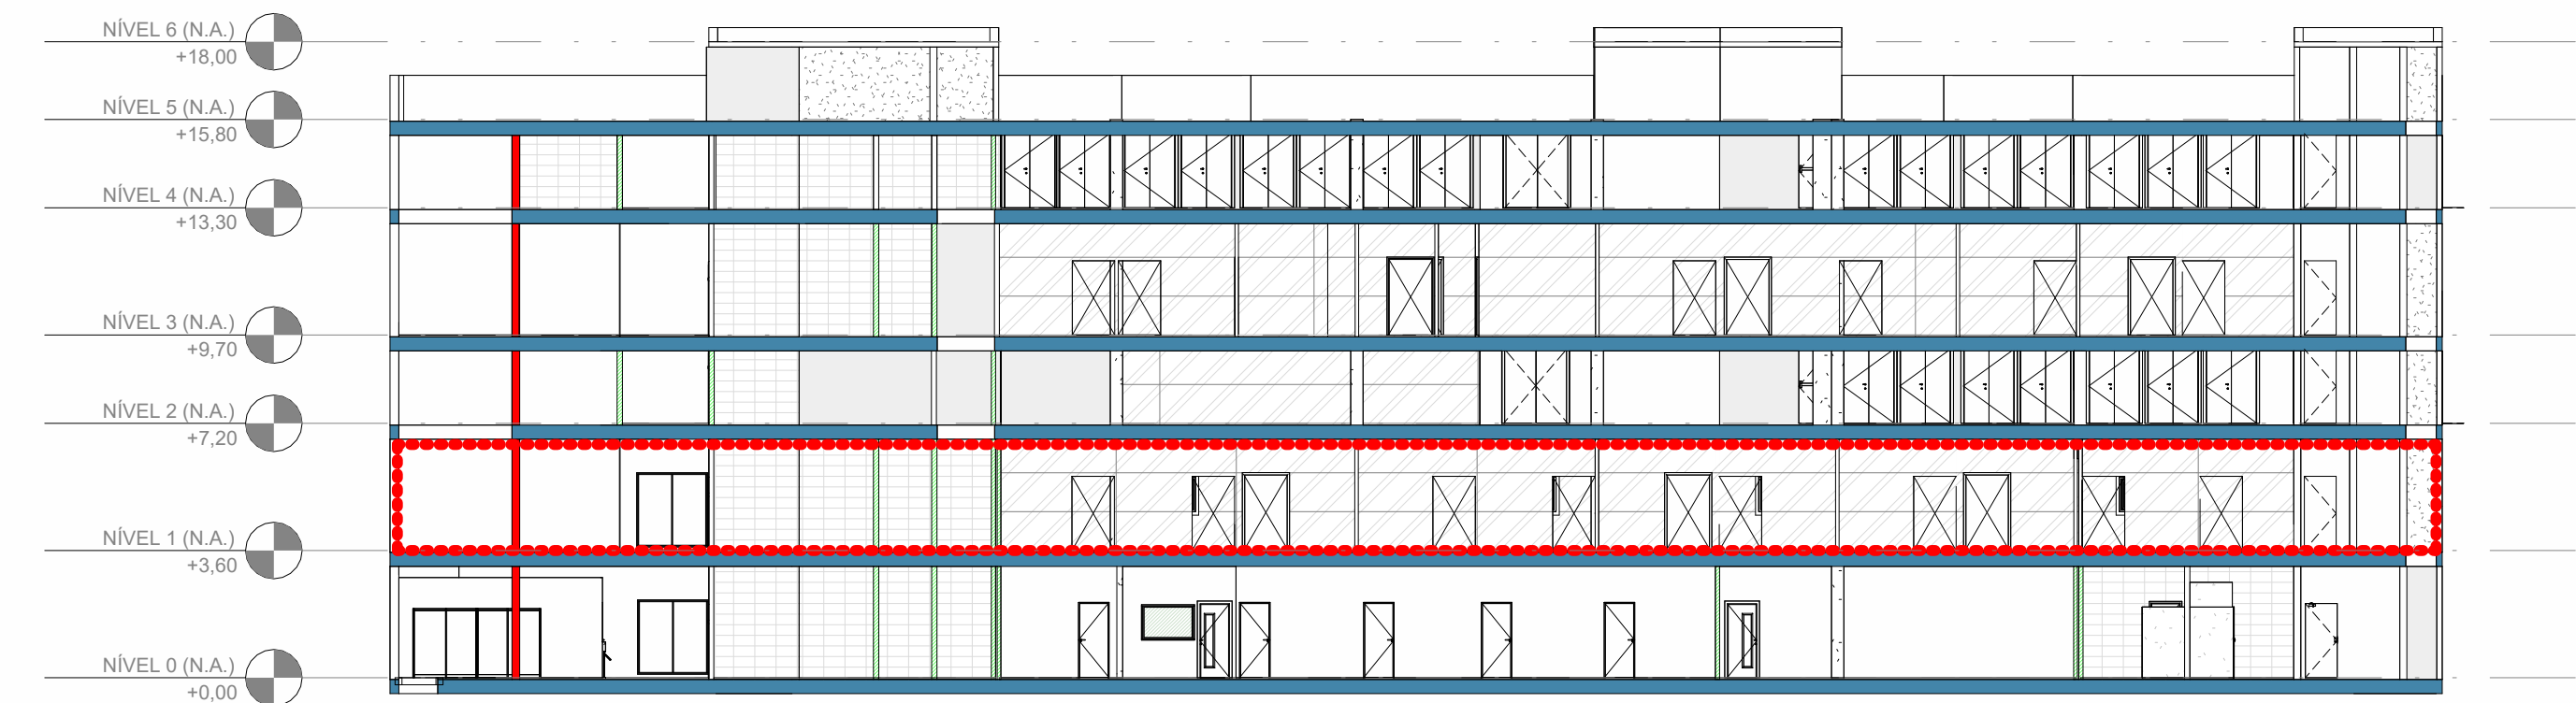 NÍVEL 6 (N.A.)
+18,00
NÍVEL 5 (N.A.)
+15,80
NÍVEL 4 (N.A.)
+13,30
NÍVEL 3 (N.A.)
+9,70
NÍVEL 2 (N.A.)
+7,20
NÍVEL 1 (N.A.)
+3,60
NÍVEL 0 (N.A.)
+0,00